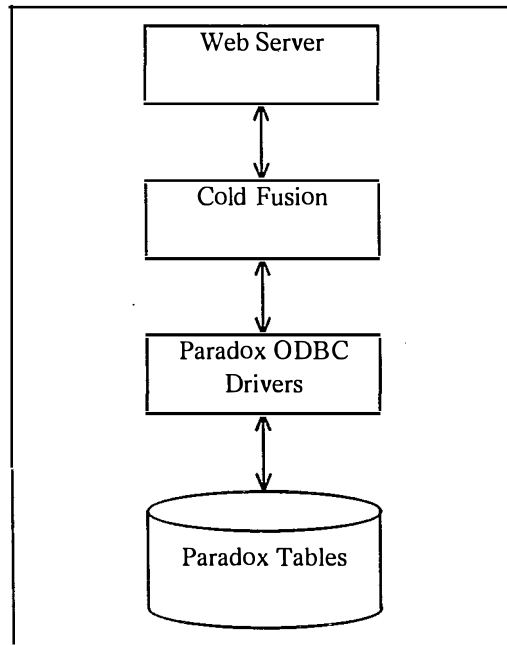 Web Server
Cold Fusion
Paradox ODBC
Drivers
Paradox Tables